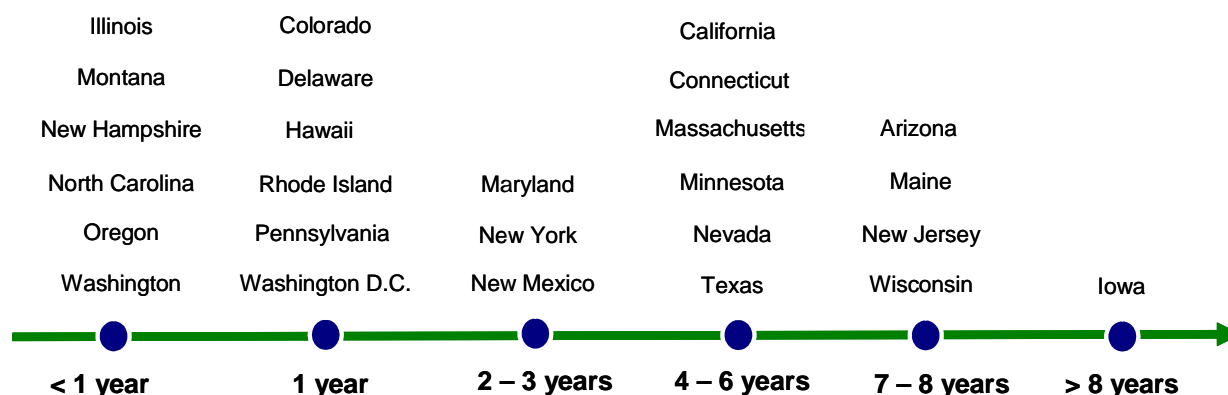 Illinois
Montana
New Hampshire
North Carolina
Oregon
Washington
Colorado
Delaware
Hawaii
Rhode Island
Pennsylvania
Washington D.C.
Maryland
New York
New Mexico
California
Connecticut
Massachusetts
Minnesota
Nevada
Texas
Arizona
Maine
New Jersey
Wisconsin
Iowa
< 1 year
1 year
2 – 3 years
4 – 6 years
7 – 8 years
> 8 years